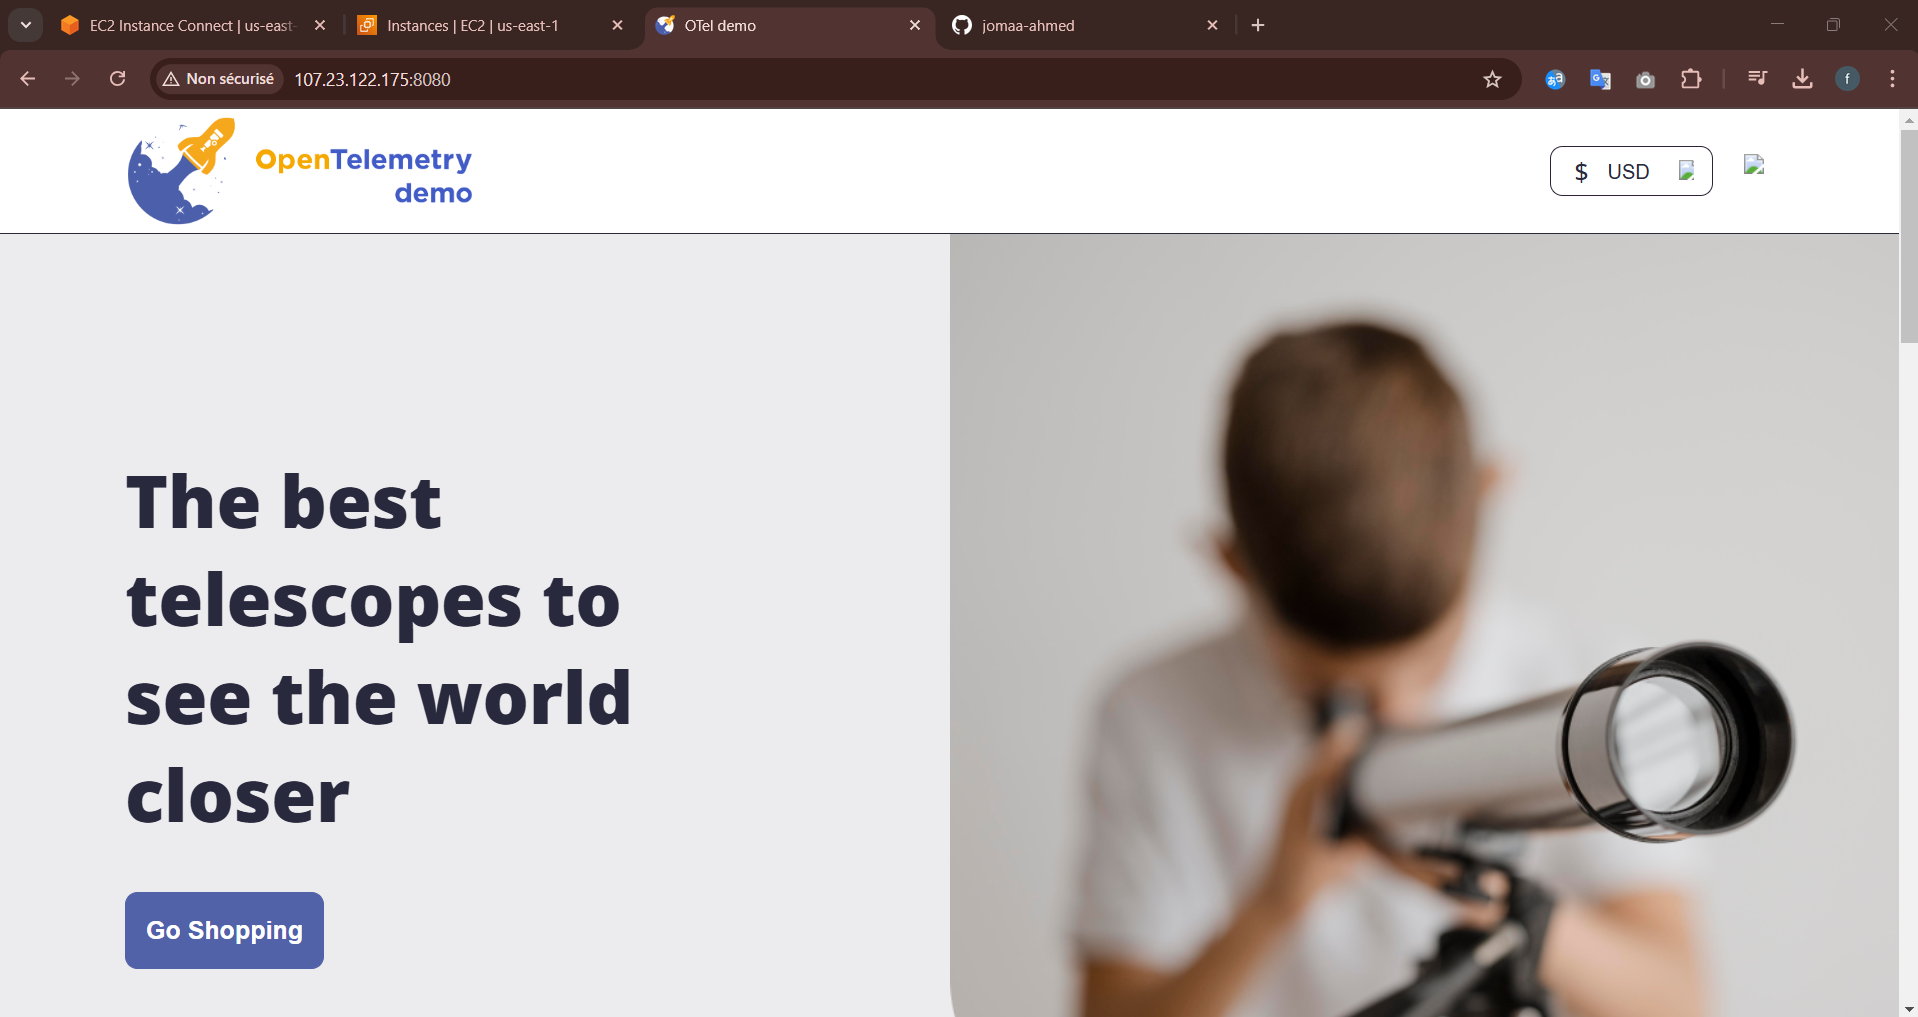 EC2 Instance Connect | us-east-
Instances | EC2 | us-east-1
OTel demo
jomaa-ahmed
Non sécurisé
107.23.122.175:8080
f
OpenTelemetry
demo
$ USD
The best
telescopes to
see the world
closer
Go Shopping